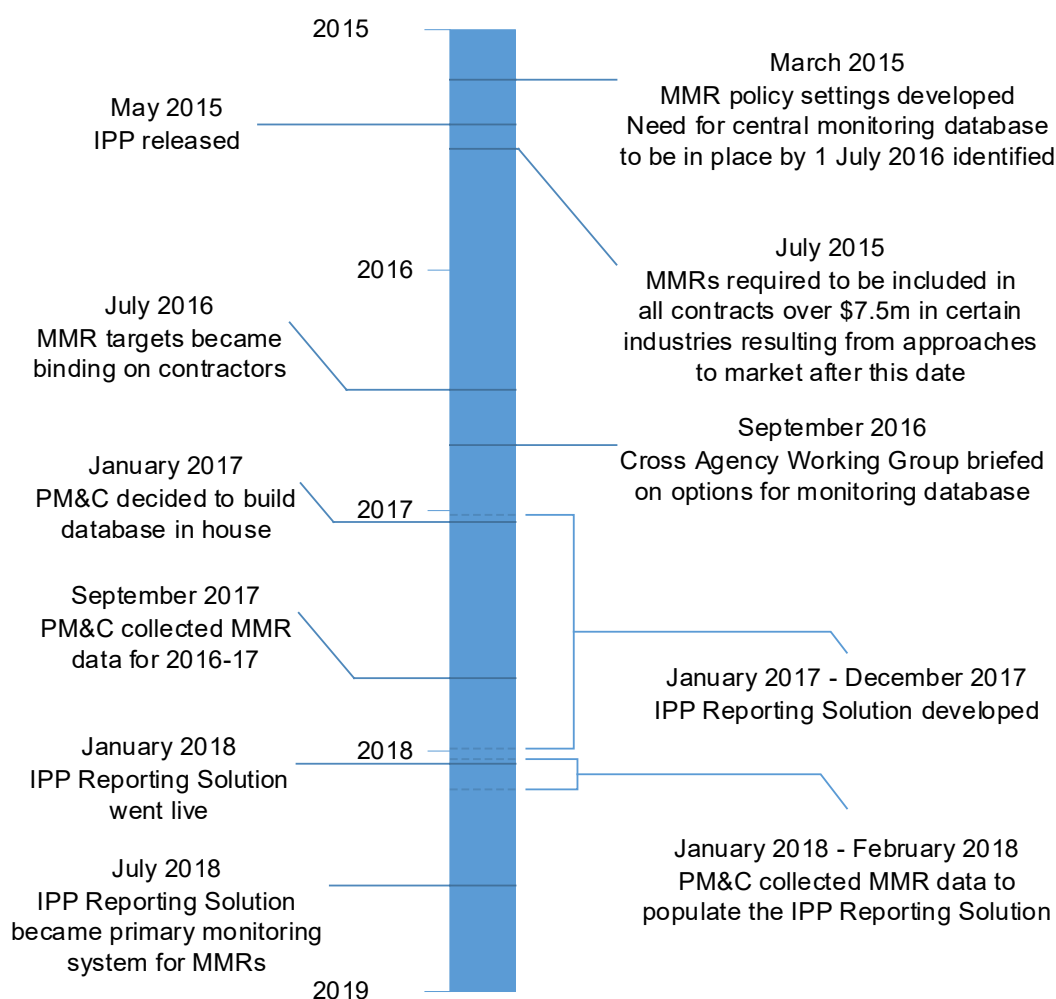 2015
March 2015
MMR policy settings developed
Need for central monitoring database
to be in place by 1 July 2016 identified
May 2015
IPP released
July 2015
MMRs required to be included in
all contracts over $7.5m in certain
industries resulting from approaches
to market after this date
2016
July 2016
MMR targets became
binding on contractors
September 2016
Cross Agency Working Group briefed
on options for monitoring database
January 2017
PM&C decided to build
database in house
2017
September 2017
PM&C collected MMR
data for 2016-17
January 2017 - December 2017
IPP Reporting Solution developed
2018
January 2018
IPP Reporting Solution
went live
January 2018 - February 2018
PM&C collected MMR data to
populate the IPP Reporting Solution
July 2018
IPP Reporting Solution
became primary monitoring
system for MMRs
2019